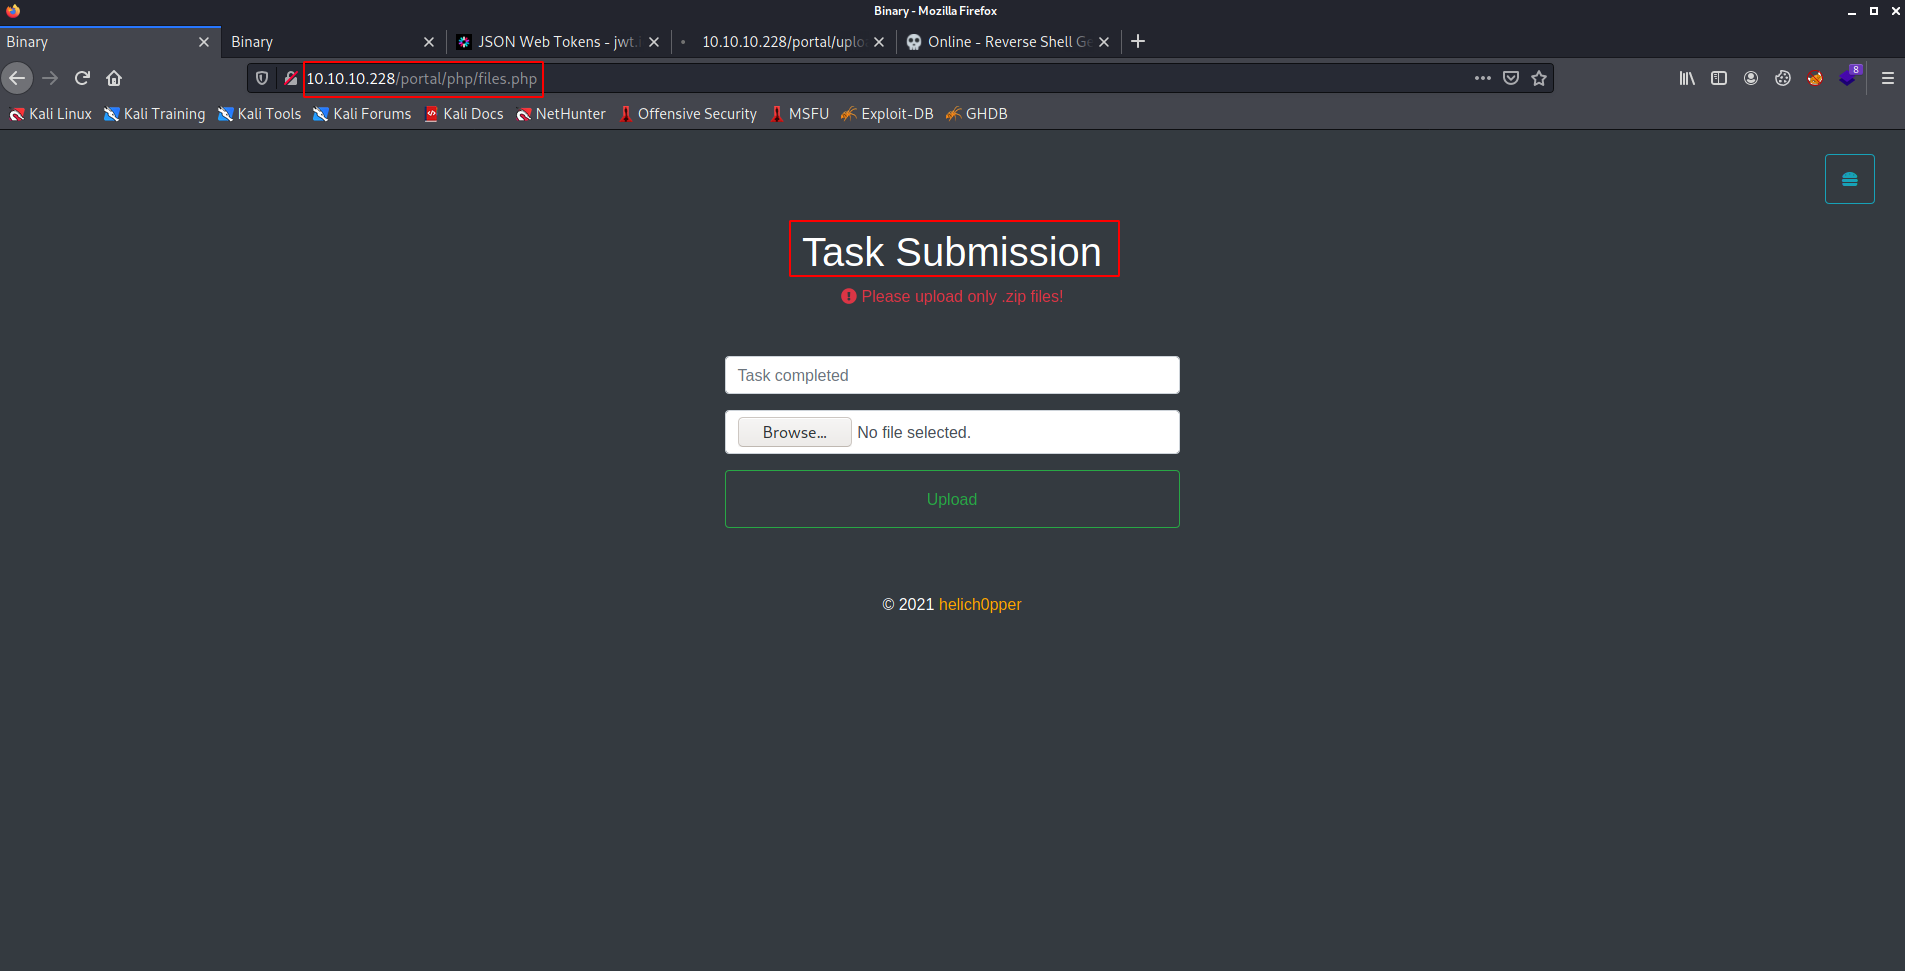 Binary - Mozilla Firefox
Binary
Binary
JSON Web Tokens - jwt.
10.10.10.228/portal/uplo
Online - Reverse Shell Ge
10.10.10.228/portal/php/files.php
8
Kali Linux
Kali Training
Kali Tools
Kali Forums
Kali Docs
NetHunter
Offensive Security
MSFU
Exploit-DB
GHDB
Task Submission
Please upload only .zip files!
Task completed
Browse... No file selected.
Upload
© 2021 helich0pper